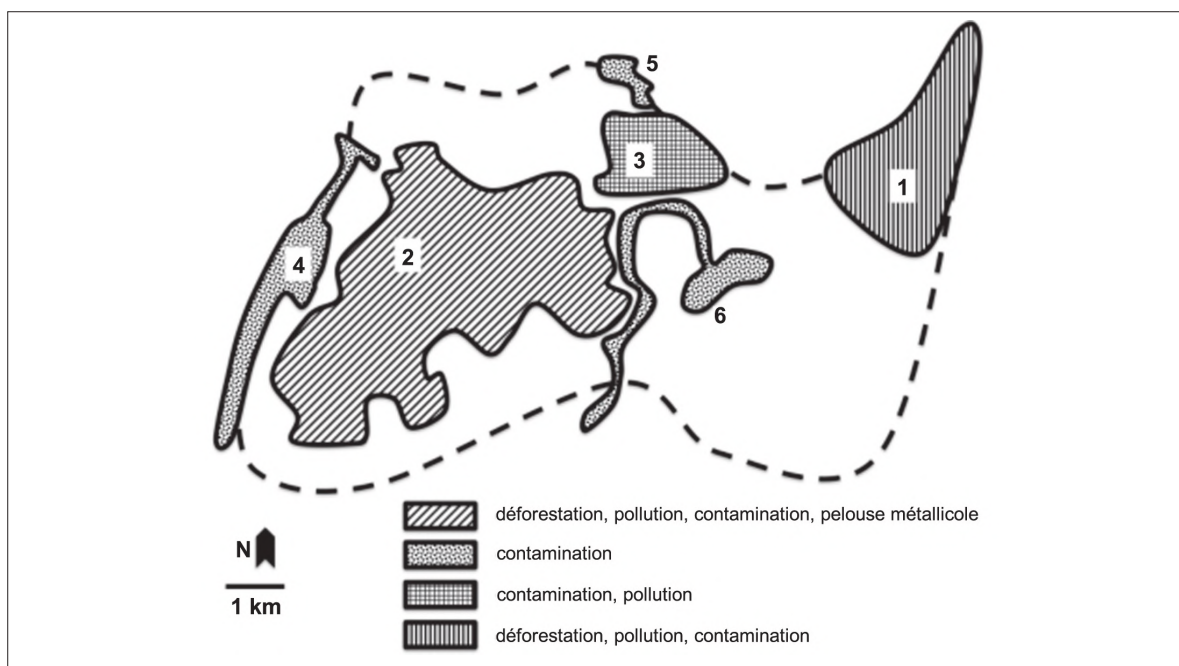 5
3
1
2
4
6
déforestation, pollution, contamination, pelouse métallicole
N
contamination
1 km
contamination, pollution
déforestation, pollution, contamination